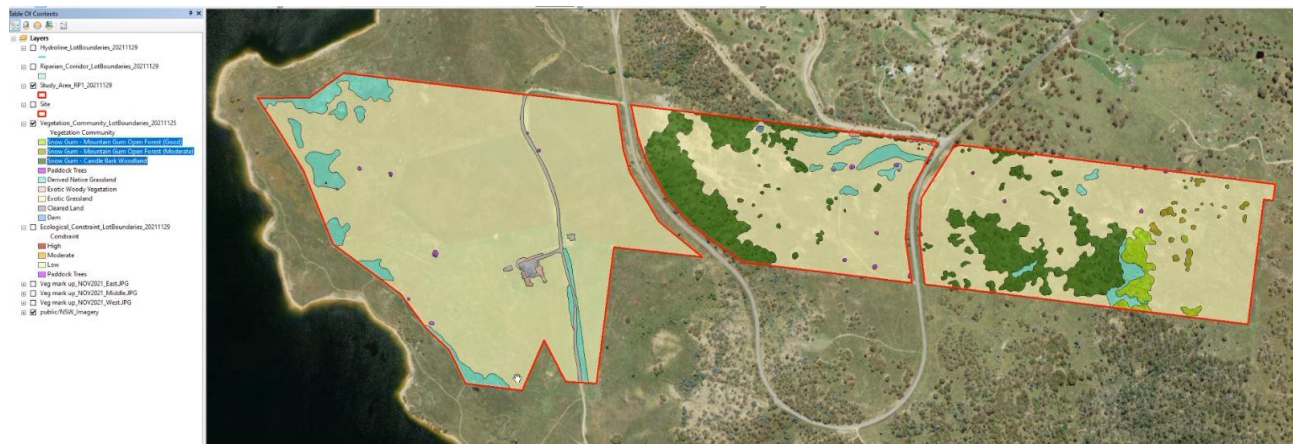 Table Of Contents
Layers
Hydroline_LotBoundaries_20211129
Riparian_Corridor_LotBoundaries_20211129
Study_Area_RP1_20211129
Site
Vegetation_Community_LotBoundaries_20211125
Vegetation Community
Snow Gum - Mountain Gum Open Forest (Good)
Snow Gum - Mountain Gum Open Forest (Moderate)
Snow Gum - Candle Bark Woodland
Paddock Trees
Derived Native Grassland
Exotic Woody Vegetation
Exotic Grassland
Cleared Land
Dam
Ecological_Constraint_LotBoundaries_20211129
Constraint
High
Moderate
Low
Paddock Trees
Veg mark up_NOV2021_East.JPG
Veg mark up_NOV2021_Middle.JPG
Veg mark up_NOV2021_West.JPG
public/NSW_Imagery